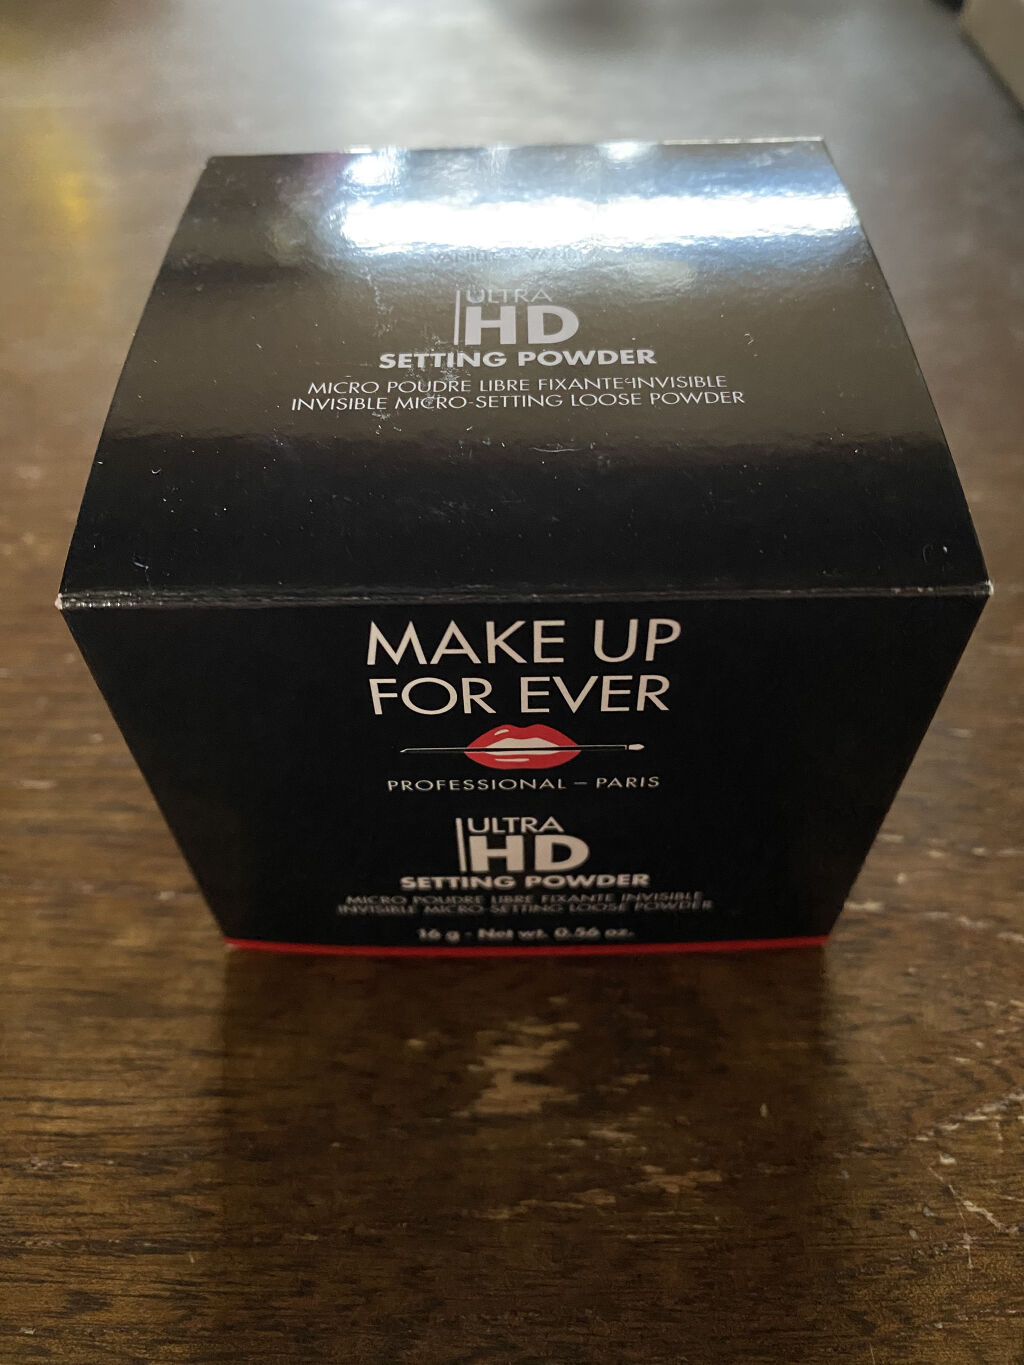 ULTRA
HD
SETTING POWDER
MICRO POUDRE LIBRE FIXANTE INVISIBLE
INVISIBLE MICRO-SETTING LOOSE POWDER
MAKE UP
FOR EVER
PROFESSIONAL – PARIS
ULTRA
HD
SETTING POWDER
MICRO POUDRE LIBRE FIXANTE INVISIBLE
INVISIBLE MICRO-SETTING LOOSE POWDER
16 g - Net wt. 0.56 oz.